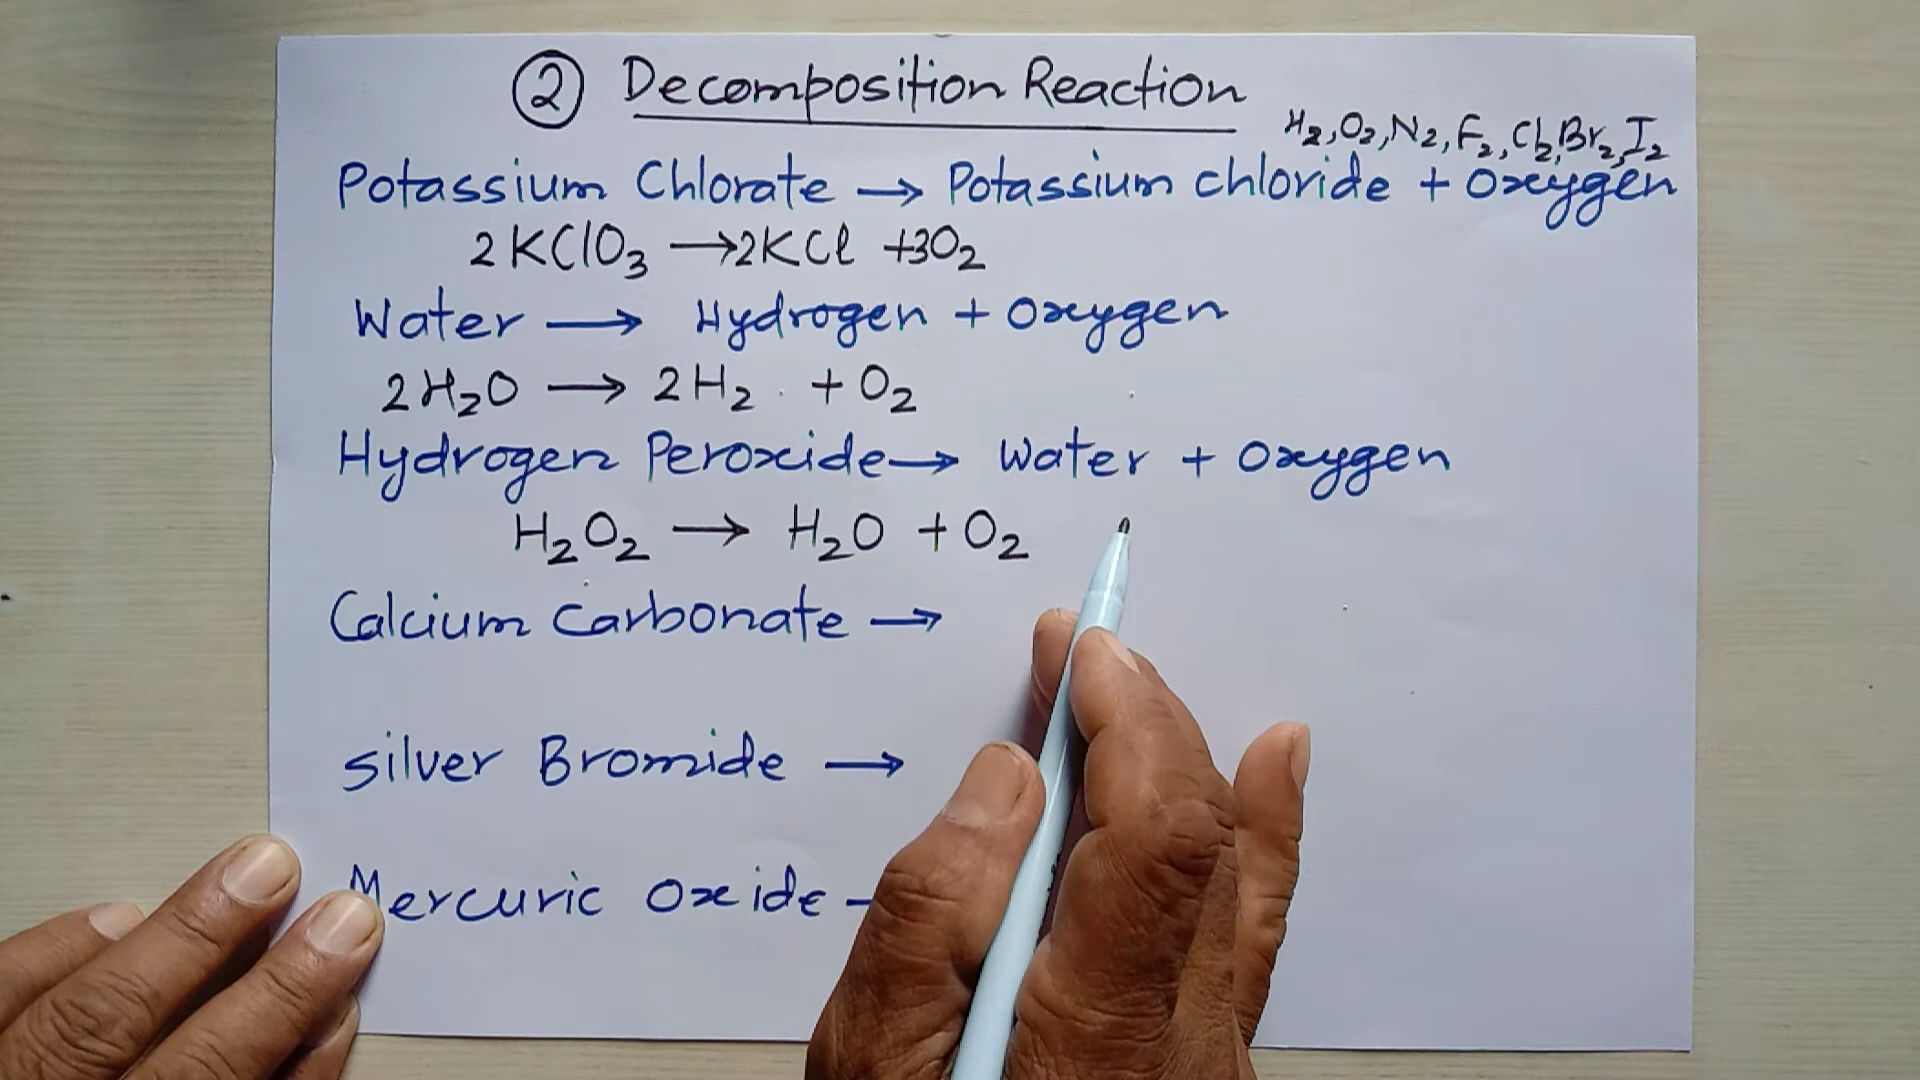 ② Decomposition Reaction
H₂, O₂, N₂, F₂, Cl₂, Br₂, I₂
Potassium Chlorate → Potassium chloride + Oxygen
2KClO₃ → 2KCl + 3O₂
Water → Hydrogen + Oxygen
2H₂O → 2H₂ + O₂
Hydrogen Peroxide → Water + Oxygen
H₂O₂ → H₂O + O₂
Calcium Carbonate →
Silver Bromide →
Mercuric Oxide -